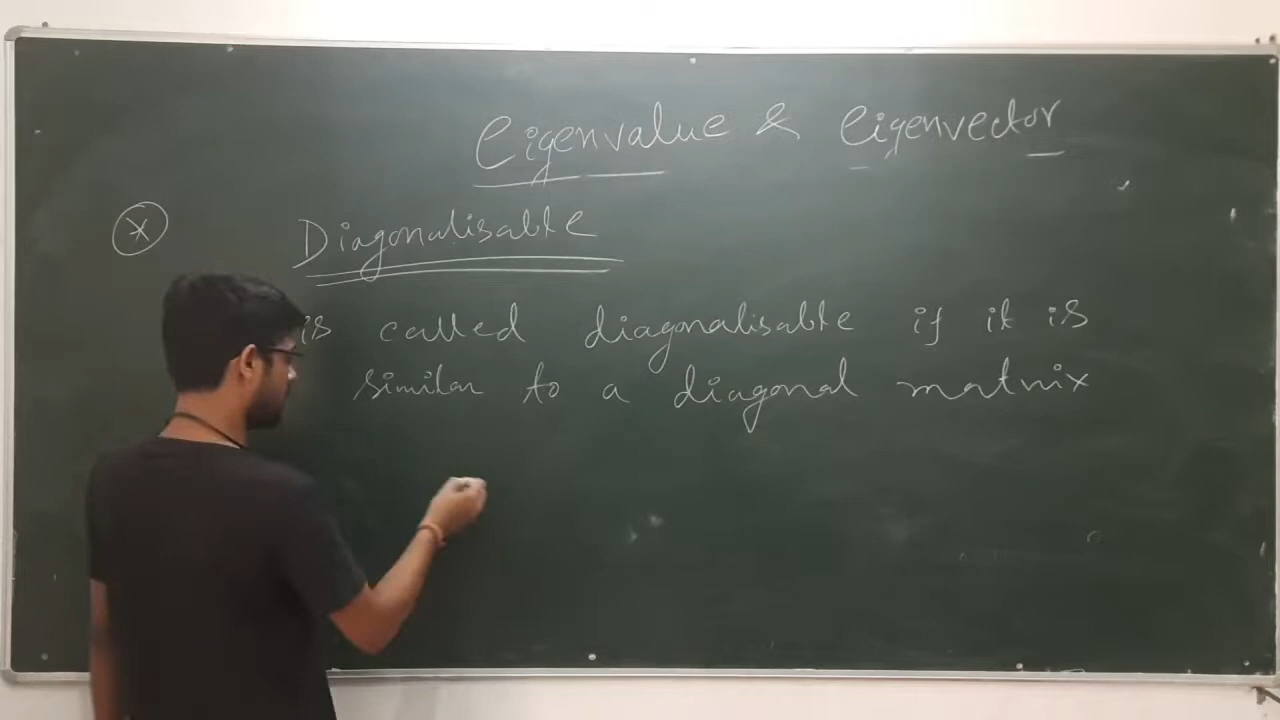 Eigenvalue & Eigenvector
* Diagonalisable
is called diagonalisable if it is
similar to a diagonal matrix